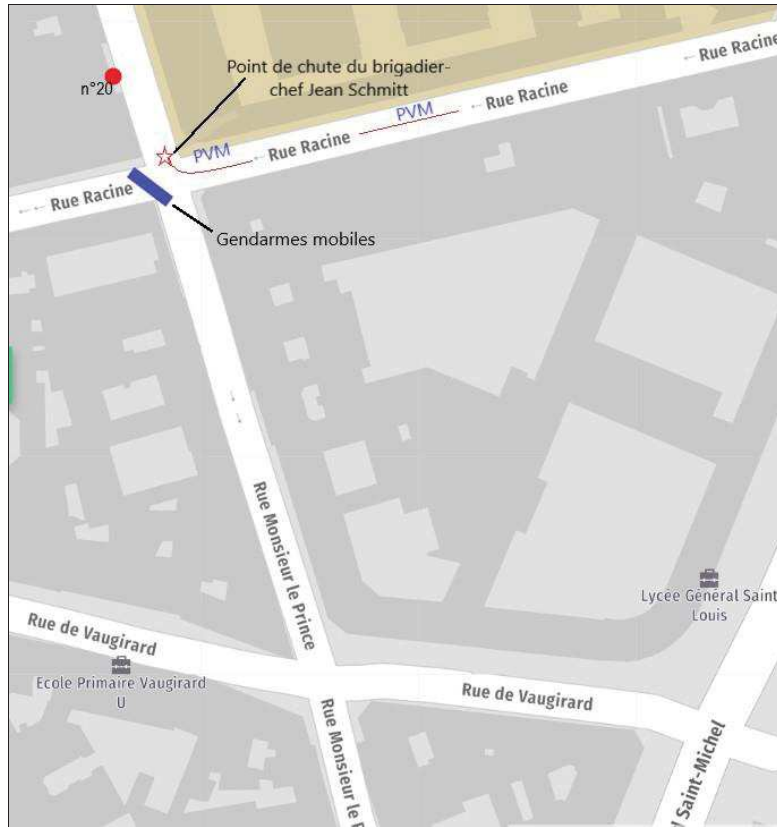 ← Rue Racine
Point de chute du brigadier-
chef Jean Schmitt
n°20
PVM
← Rue Racine
PVM
← Rue Racine
←← Rue Racine
Gendarmes mobiles
Rue Monsieur le Prince
Lycée Général Saint
Louis
Rue de Vaugirard
Ecole Primaire Vaugirard
U
Rue de Vaugirard
Rue Monsieur le P
l Saint-Michel